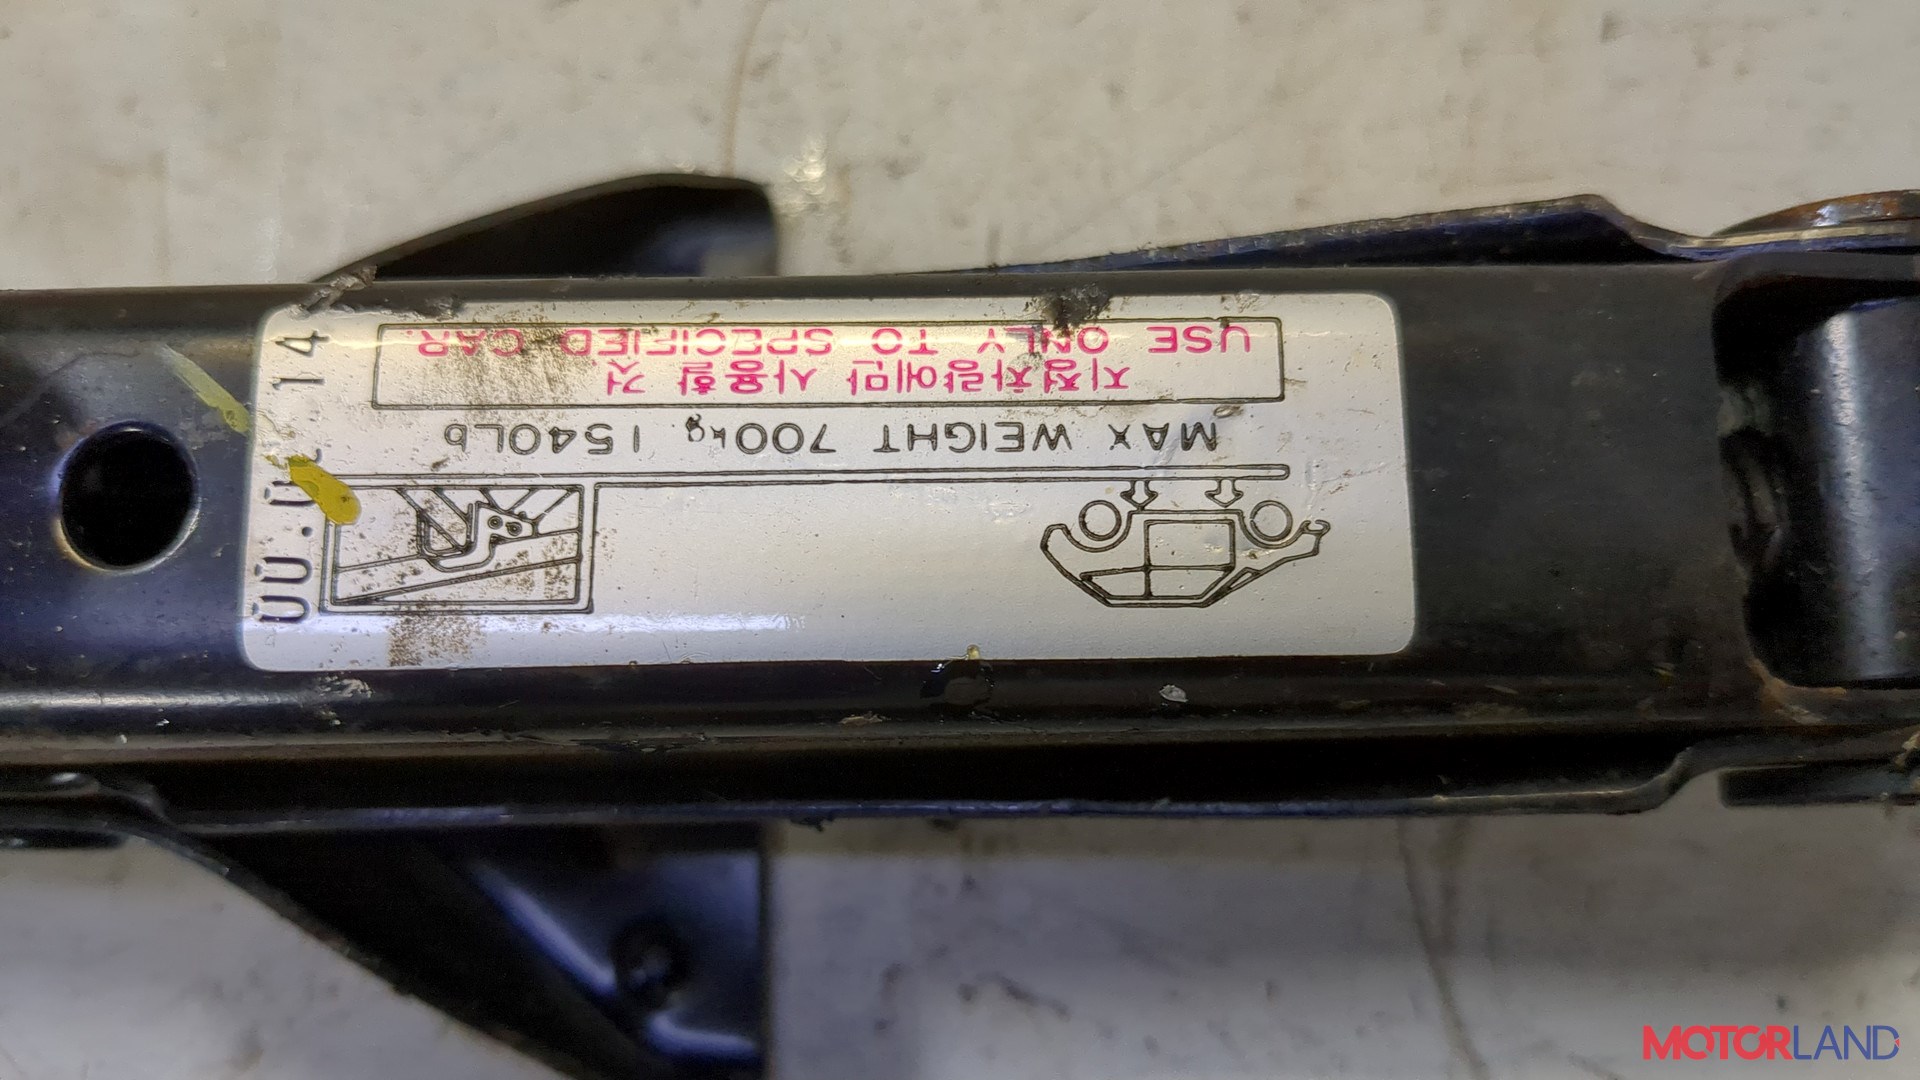 MAX WEIGHT 700kg 1540Lb
지정차량에만 사용할 것
USE ONLY TO SPECIFIED CAR.
MOTORLAND